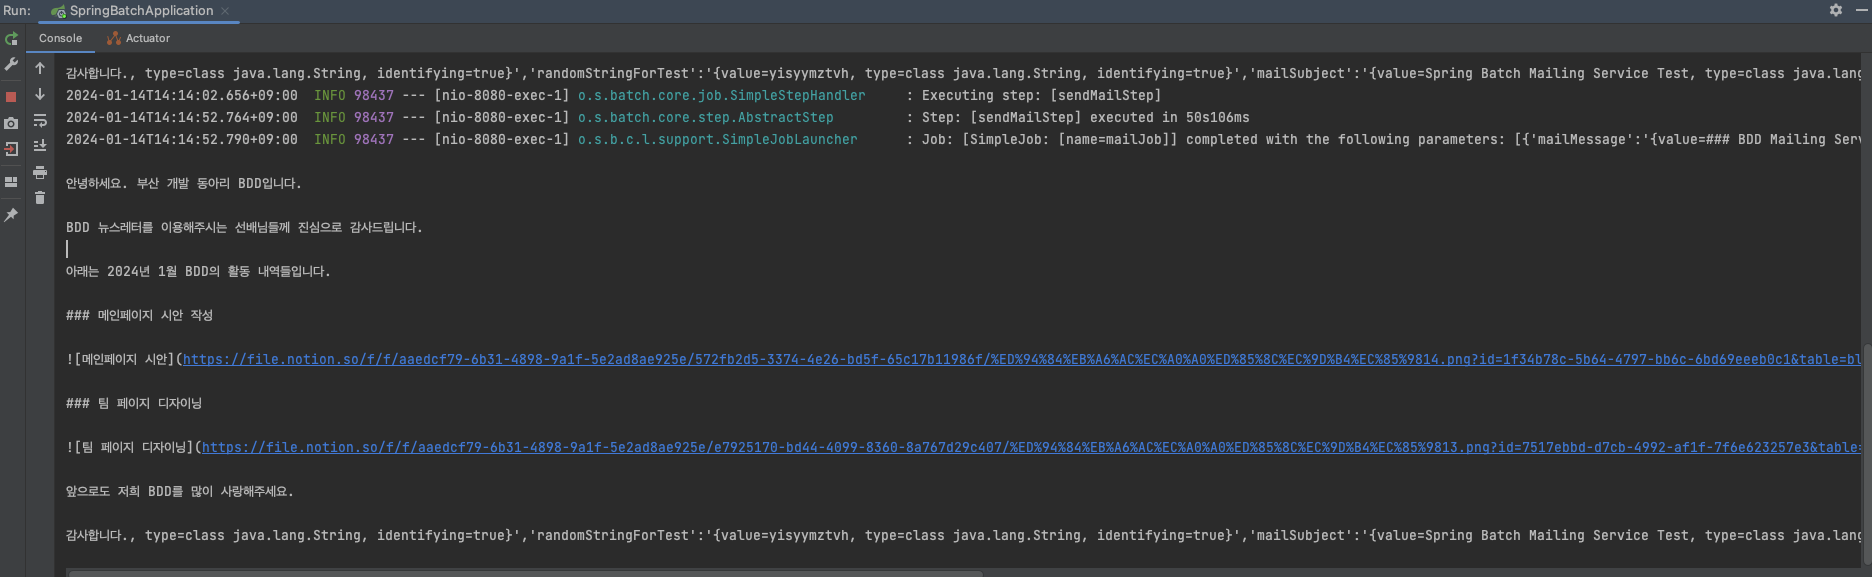 Run: SpringBatchApplication
Console Actuator
감사합니다., type=class java.lang.String, identifying=true}','randomStringForTest':'{value=yisyymztvh, type=class java.lang.String, identifying=true}','mailSubject':'{value=Spring Batch Mailing Service Test, type=class java.lang
2024-01-14T14:14:02.656+09:00 INFO 98437 --- [nio-8080-exec-1] o.s.batch.core.job.SimpleStepHandler : Executing step: [sendMailStep]
2024-01-14T14:14:52.764+09:00 INFO 98437 --- [nio-8080-exec-1] o.s.batch.core.step.AbstractStep : Step: [sendMailStep] executed in 50s106ms
2024-01-14T14:14:52.790+09:00 INFO 98437 --- [nio-8080-exec-1] o.s.b.c.l.support.SimpleJobLauncher : Job: [SimpleJob: [name=mailJob]] completed with the following parameters: [{'mailMessage':'{value=### BDD Mailing Ser
안녕하세요. 부산 개발 동아리 BDD입니다.
BDD 뉴스레터를 이용해주시는 선배님들께 진심으로 감사드립니다.
아래는 2024년 1월 BDD의 활동 내역들입니다.
### 메인페이지 시안 작성
![메인페이지 시안](https://file.notion.so/f/f/aaedcf79-6b31-4898-9a1f-5e2ad8ae925e/572fb2d5-3374-4e26-bd5f-65c17b11986f/%ED%94%84%EB%A6%AC%EC%A0%A0%ED%85%8C%EC%9D%B4%EC%85%9814.png?id=1f34b78c-5b64-4797-bb6c-6bd69eeeb0c1&table=bl
### 팀 페이지 디자이닝
![팀 페이지 디자이닝](https://file.notion.so/f/f/aaedcf79-6b31-4898-9a1f-5e2ad8ae925e/e7925170-bd44-4099-8360-8a767d29c407/%ED%94%84%EB%A6%AC%EC%A0%A0%ED%85%8C%EC%9D%B4%EC%85%9813.png?id=7517ebbd-d7cb-4992-af1f-7f6e623257e3&table=
앞으로도 저희 BDD를 많이 사랑해주세요.
감사합니다., type=class java.lang.String, identifying=true}','randomStringForTest':'{value=yisyymztvh, type=class java.lang.String, identifying=true}','mailSubject':'{value=Spring Batch Mailing Service Test, type=class java.lang